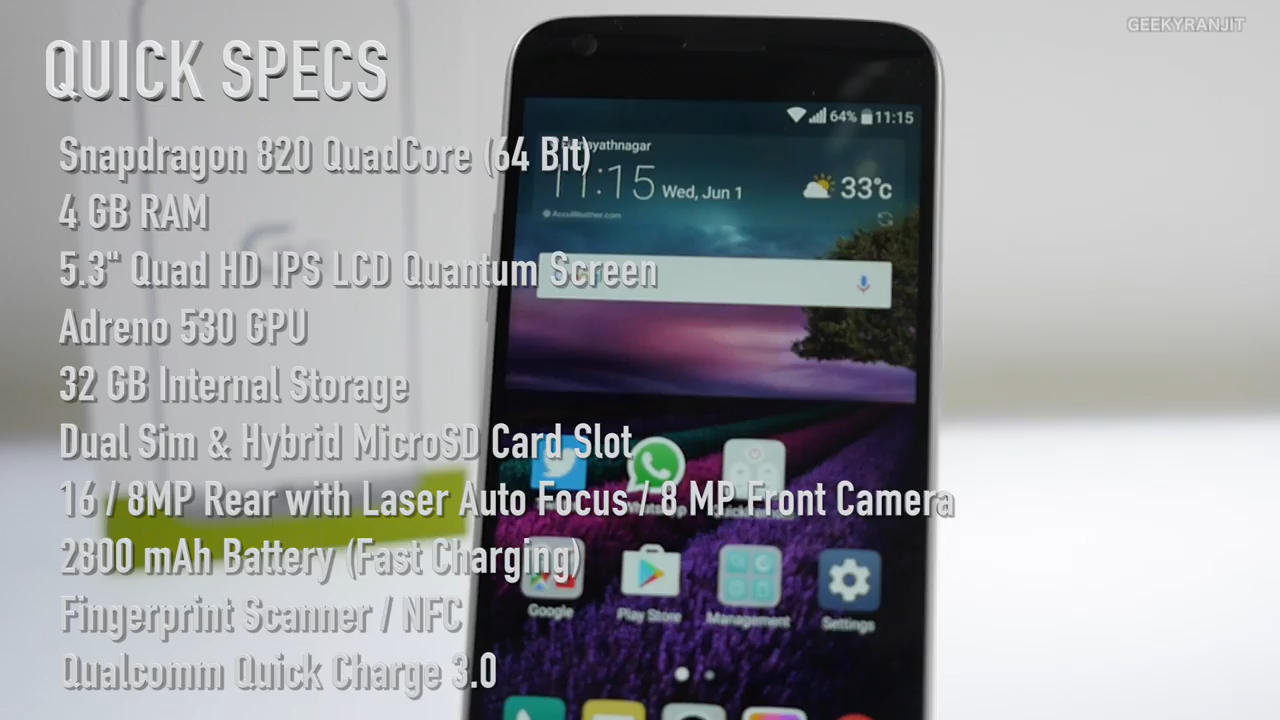 GEEKYRANJIT
QUICK SPECS
Snapdragon 820 QuadCore (64 Bit)
4 GB RAM
5.3" Quad HD IPS LCD Quantum Screen
Adreno 530 GPU
32 GB Internal Storage
Dual Sim & Hybrid MicroSD Card Slot
16 / 8MP Rear with Laser Auto Focus / 8 MP Front Camera
2800 mAh Battery (Fast Charging)
Fingerprint Scanner / NFC
Qualcomm Quick Charge 3.0
64% 11:15
11:15 Wed, Jun 1 33°c
AccuWeather.com
Google Play Store Management Settings